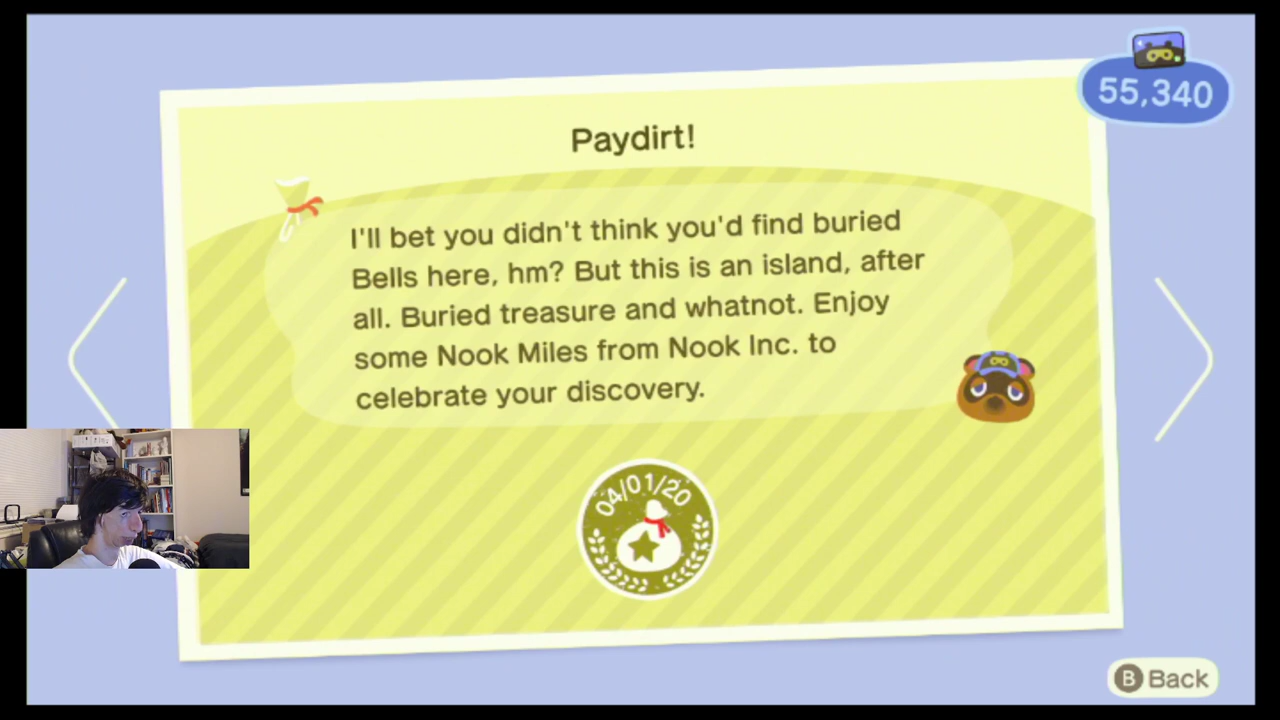 55,340
Paydirt!
I'll bet you didn't think you'd find buried
Bells here, hm? But this is an island, after
all. Buried treasure and whatnot. Enjoy
some Nook Miles from Nook Inc. to
celebrate your discovery.
04/01/20
B Back